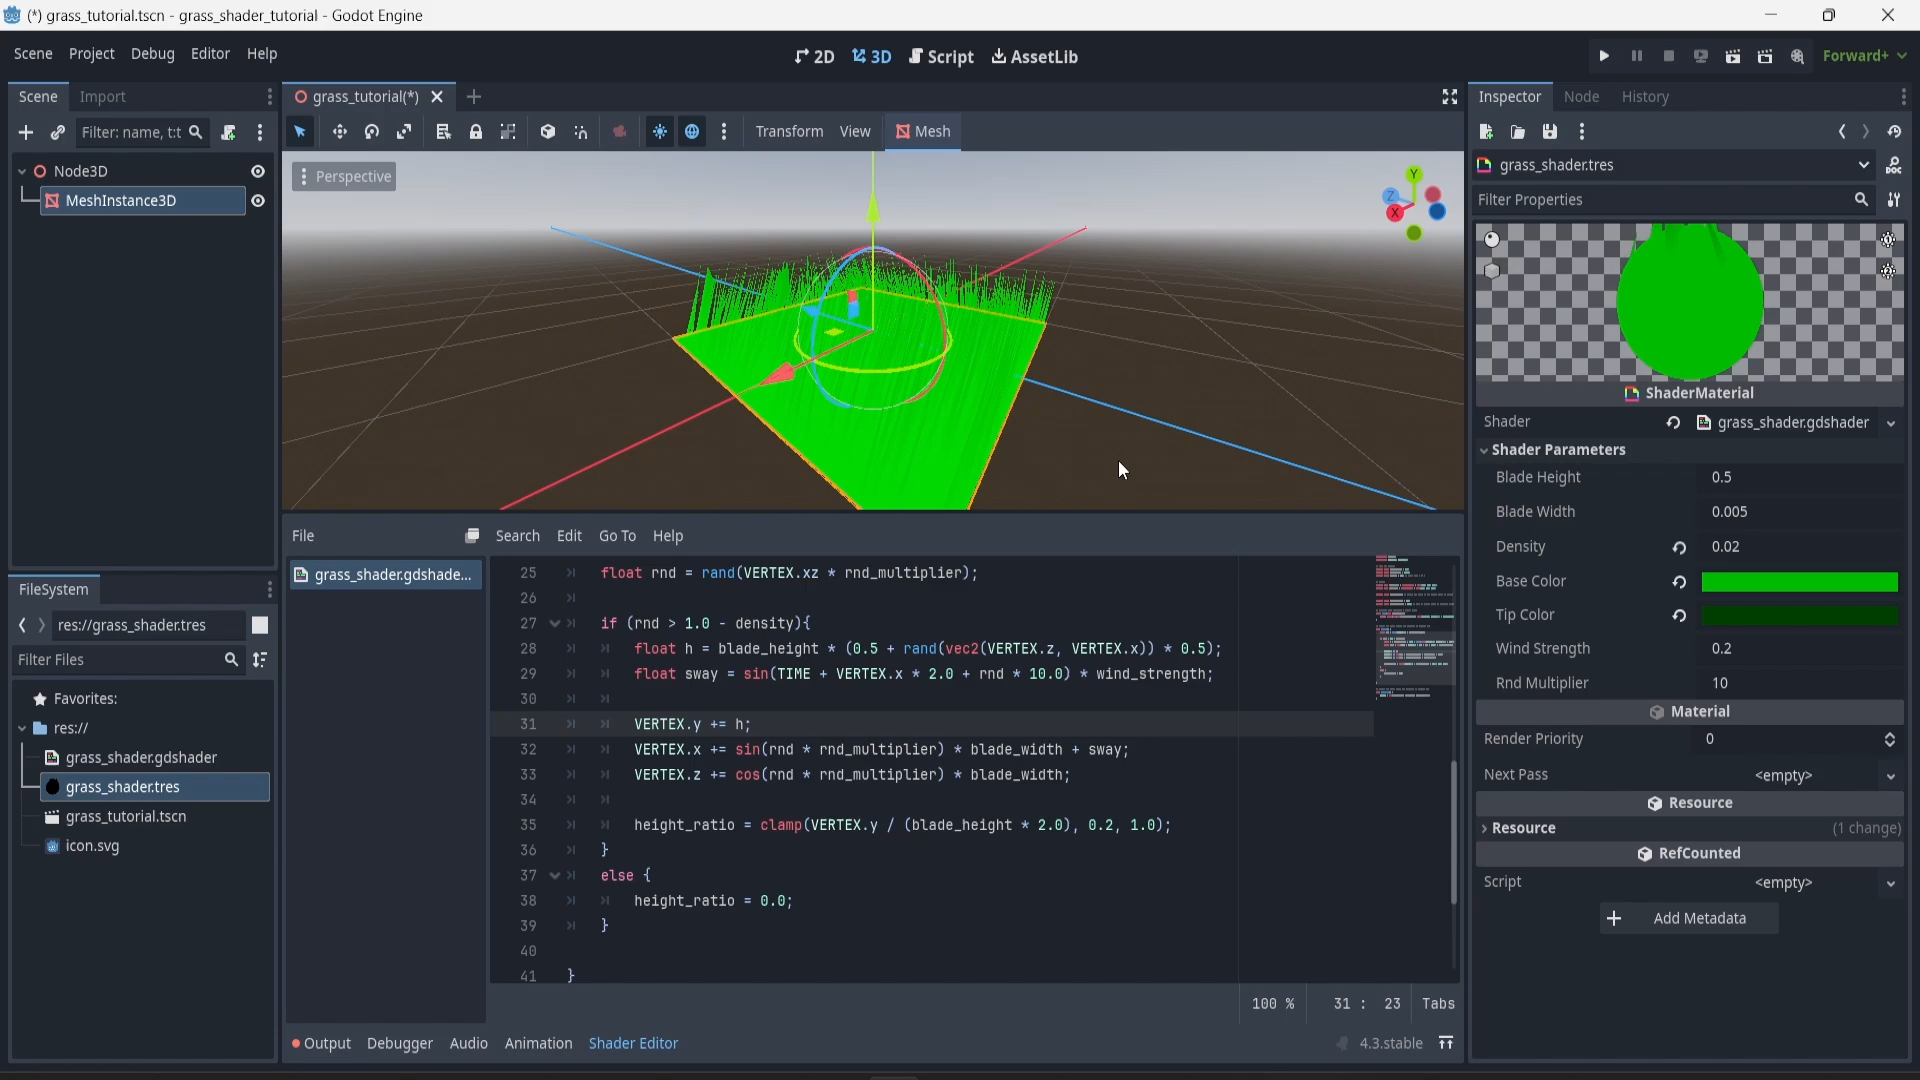 (*) grass_tutorial.tscn - grass_shader_tutorial - Godot Engine
Scene Project Debug Editor Help
2D 3D Script AssetLib
Forward+
Scene Import
Filter: name, t:t
Node3D
MeshInstance3D
grass_tutorial(*)
Transform View Mesh
Perspective
Y
Z
X
FileSystem
res://grass_shader.tres
Filter Files
Favorites:
res://
grass_shader.gdshader
grass_shader.tres
grass_tutorial.tscn
icon.svg
File Search Edit Go To Help
grass_shader.gdshade...
25 float rnd = rand(VERTEX.xz * rnd_multiplier);
26
27 if (rnd > 1.0 - density){
28 float h = blade_height * (0.5 + rand(vec2(VERTEX.z, VERTEX.x)) * 0.5);
29 float sway = sin(TIME + VERTEX.x * 2.0 + rnd * 10.0) * wind_strength;
30
31 VERTEX.y += h;
32 VERTEX.x += sin(rnd * rnd_multiplier) * blade_width + sway;
33 VERTEX.z += cos(rnd * rnd_multiplier) * blade_width;
34
35 height_ratio = clamp(VERTEX.y / (blade_height * 2.0), 0.2, 1.0);
36 }
37 else {
38 height_ratio = 0.0;
39 }
40
41 }
100 % 31 : 23 Tabs
Output Debugger Audio Animation Shader Editor 4.3.stable
Inspector Node History
grass_shader.tres
DOC
Filter Properties
ShaderMaterial
Shader grass_shader.gdshader
Shader Parameters
Blade Height 0.5
Blade Width 0.005
Density 0.02
Base Color
Tip Color
Wind Strength 0.2
Rnd Multiplier 10
Material
Render Priority 0
Next Pass <empty>
Resource
Resource (1 change)
RefCounted
Script <empty>
Add Metadata